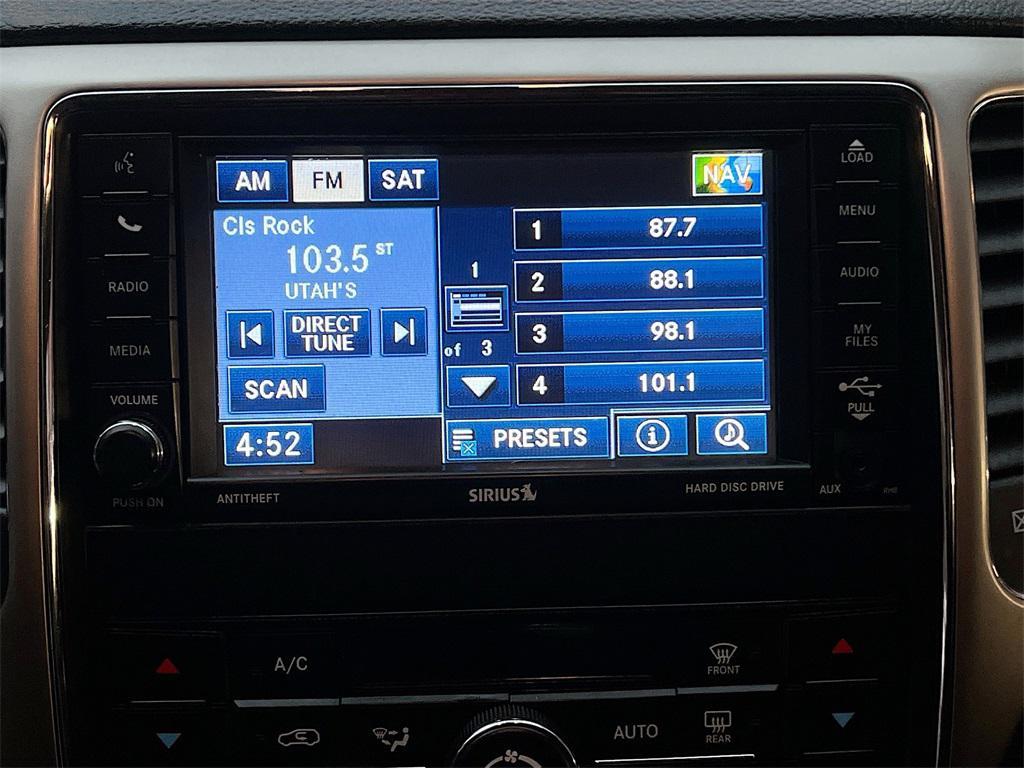 AM FM SAT NAV
Cls Rock
103.5 ST
UTAH'S
DIRECT
TUNE
SCAN
4:52
1
of 3
1 87.7
2 88.1
3 98.1
4 101.1
PRESETS
i
RADIO
MEDIA
VOLUME
PUSH ON
LOAD
MENU
AUDIO
MY
FILES
PULL
AUX
ANTITHEFT
SIRIUS
HARD DISC DRIVE
A/C
FRONT
AUTO
REAR